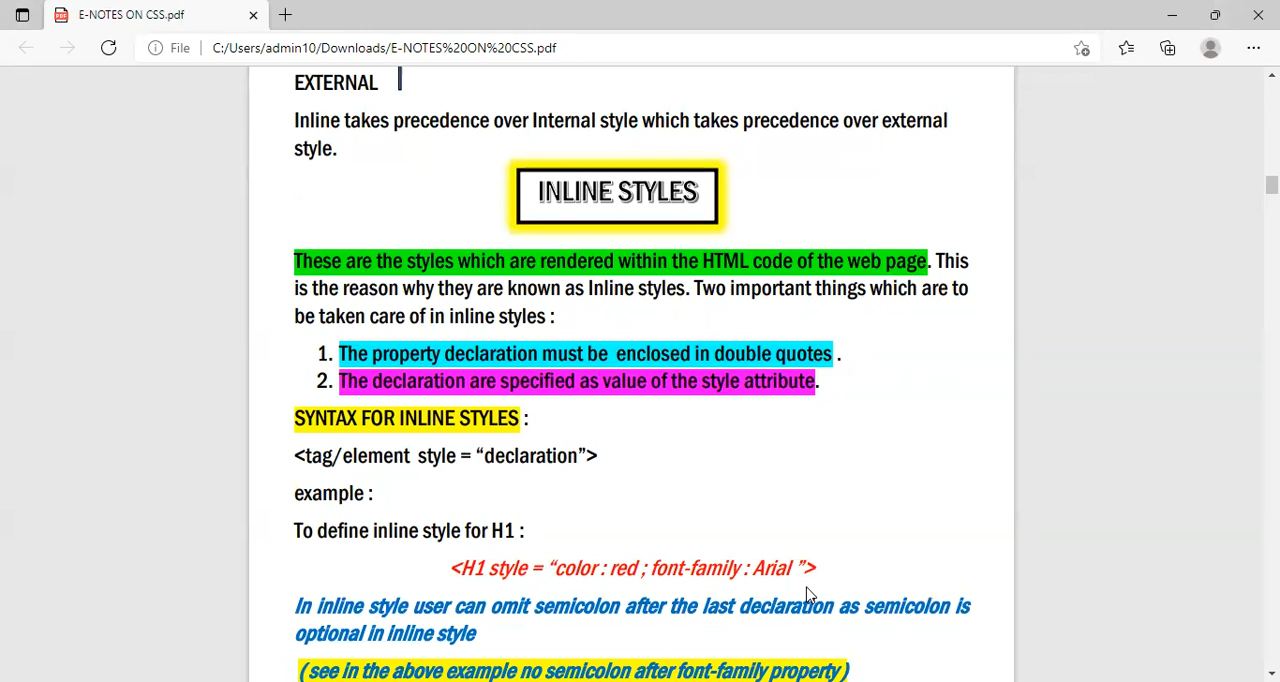 E-NOTES ON CSS.pdf
File
C:/Users/admin10/Downloads/E-NOTES%20ON%20CSS.pdf
EXTERNAL
Inline takes precedence over Internal style which takes precedence over external
style.
INLINE STYLES
These are the styles which are rendered within the HTML code of the web page. This
is the reason why they are known as Inline styles. Two important things which are to
be taken care of in inline styles :
1. The property declaration must be enclosed in double quotes .
2. The declaration are specified as value of the style attribute.
SYNTAX FOR INLINE STYLES :
<tag/element style = “declaration”>
example :
To define inline style for H1 :
<H1 style = “color : red ; font-family : Arial ”>
In inline style user can omit semicolon after the last declaration as semicolon is
optional in inline style
(see in the above example no semicolon after font-family property)